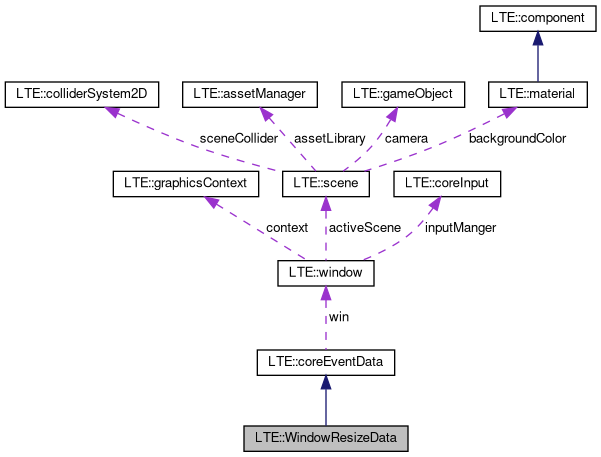 LTE::component
LTE::colliderSystem2D
LTE::assetManager
LTE::gameObject
LTE::material
sceneCollider
assetLibrary
camera
backgroundColor
LTE::graphicsContext
LTE::scene
LTE::coreInput
context
activeScene
inputManger
LTE::window
win
LTE::coreEventData
LTE::WindowResizeData